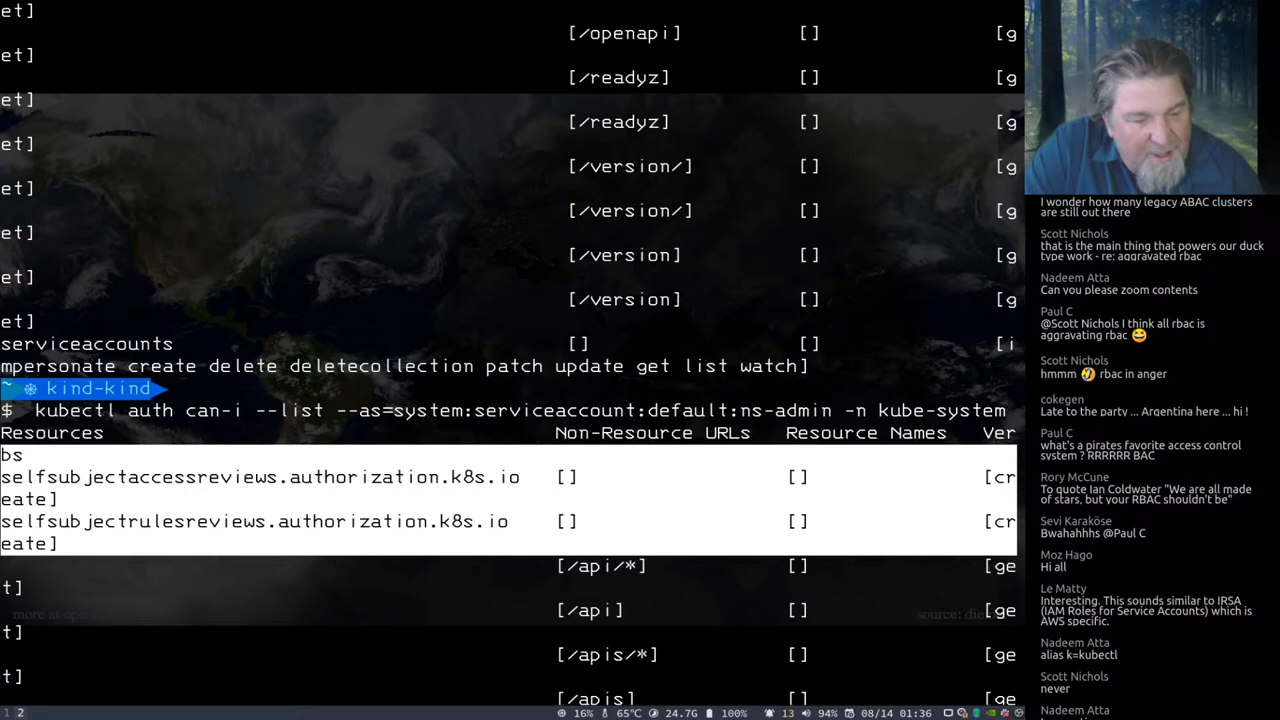 et]
[/openapi] [] [g
et]
[/readyz] [] [g
et]
[/readyz] [] [g
et]
[/version/] [] [g
et]
[/version/] [] [g
et]
[/version] [] [g
et]
[/version] [] [g
et]
serviceaccounts [] [] [i
mpersonate create delete deletecollection patch update get list watch]
~ ☸ kind-kind
$ kubectl auth can-i --list --as=system:serviceaccount:default:ns-admin -n kube-system
Resources Non-Resource URLs Resource Names Ver
bs
selfsubjectaccessreviews.authorization.k8s.io [] [] [cr
eate]
selfsubjectrulesreviews.authorization.k8s.io [] [] [cr
eate]
[/api/*] [] [ge
t]
[/api] [] [ge
t]
[/apis/*] [] [ge
t]
[/apis] [] [ge
more at
source:
1 2
16% 65℃ 24.7G 100% 13 94% 08/14 01:36
I wonder how many legacy ABAC clusters
are still out there
Scott Nichols
that is the main thing that powers our duck
type work - re: aggravated rbac
Nadeem Atta
Can you please zoom contents
Paul C
@Scott Nichols I think all rbac is
aggravating rbac 😆
Scott Nichols
hmmm 🤣 rbac in anger
cokegen
Late to the party ... Argentina here ... hi !
Paul C
what's a pirates favorite access control
system ? RRRRRR BAC
Rory McCune
To quote Ian Coldwater "We are all made
of stars, but your RBAC shouldn't be"
Sevi Karaköse
Bwahahhhs @Paul C
Moz Hago
Hi all
Le Matty
Interesting. This sounds similar to IRSA
(IAM Roles for Service Accounts) which is
AWS specific.
Nadeem Atta
alias k=kubectl
Scott Nichols
never
Nadeem Atta